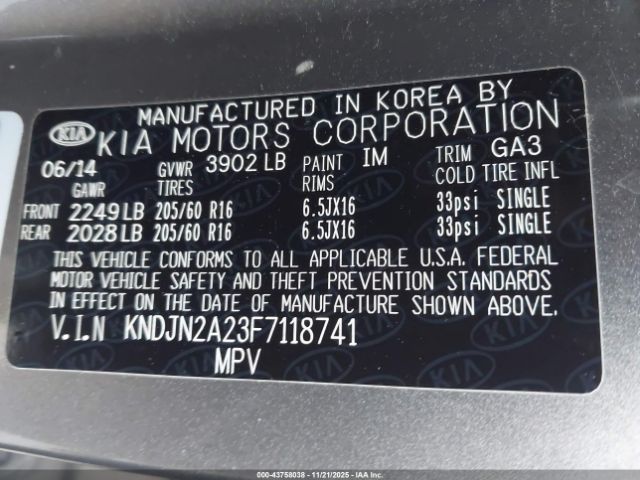 MANUFACTURED IN KOREA BY
KIA KIA MOTORS CORPORATION
06/14 GVWR 3902 LB PAINT IM TRIM GA3
GAWR TIRES RIMS COLD TIRE INFL
FRONT 2249 LB 205/60 R16 6.5JX16 33psi SINGLE
REAR 2028 LB 205/60 R16 6.5JX16 33psi SINGLE
THIS VEHICLE CONFORMS TO ALL APPLICABLE U.S.A. FEDERAL
MOTOR VEHICLE SAFETY AND THEFT PREVENTION STANDARDS
IN EFFECT ON THE DATE OF MANUFACTURE SHOWN ABOVE.
V.I.N KNDJN2A23F7118741
MPV
000-43758038 - 11/21/2025 - © IAA, Inc.